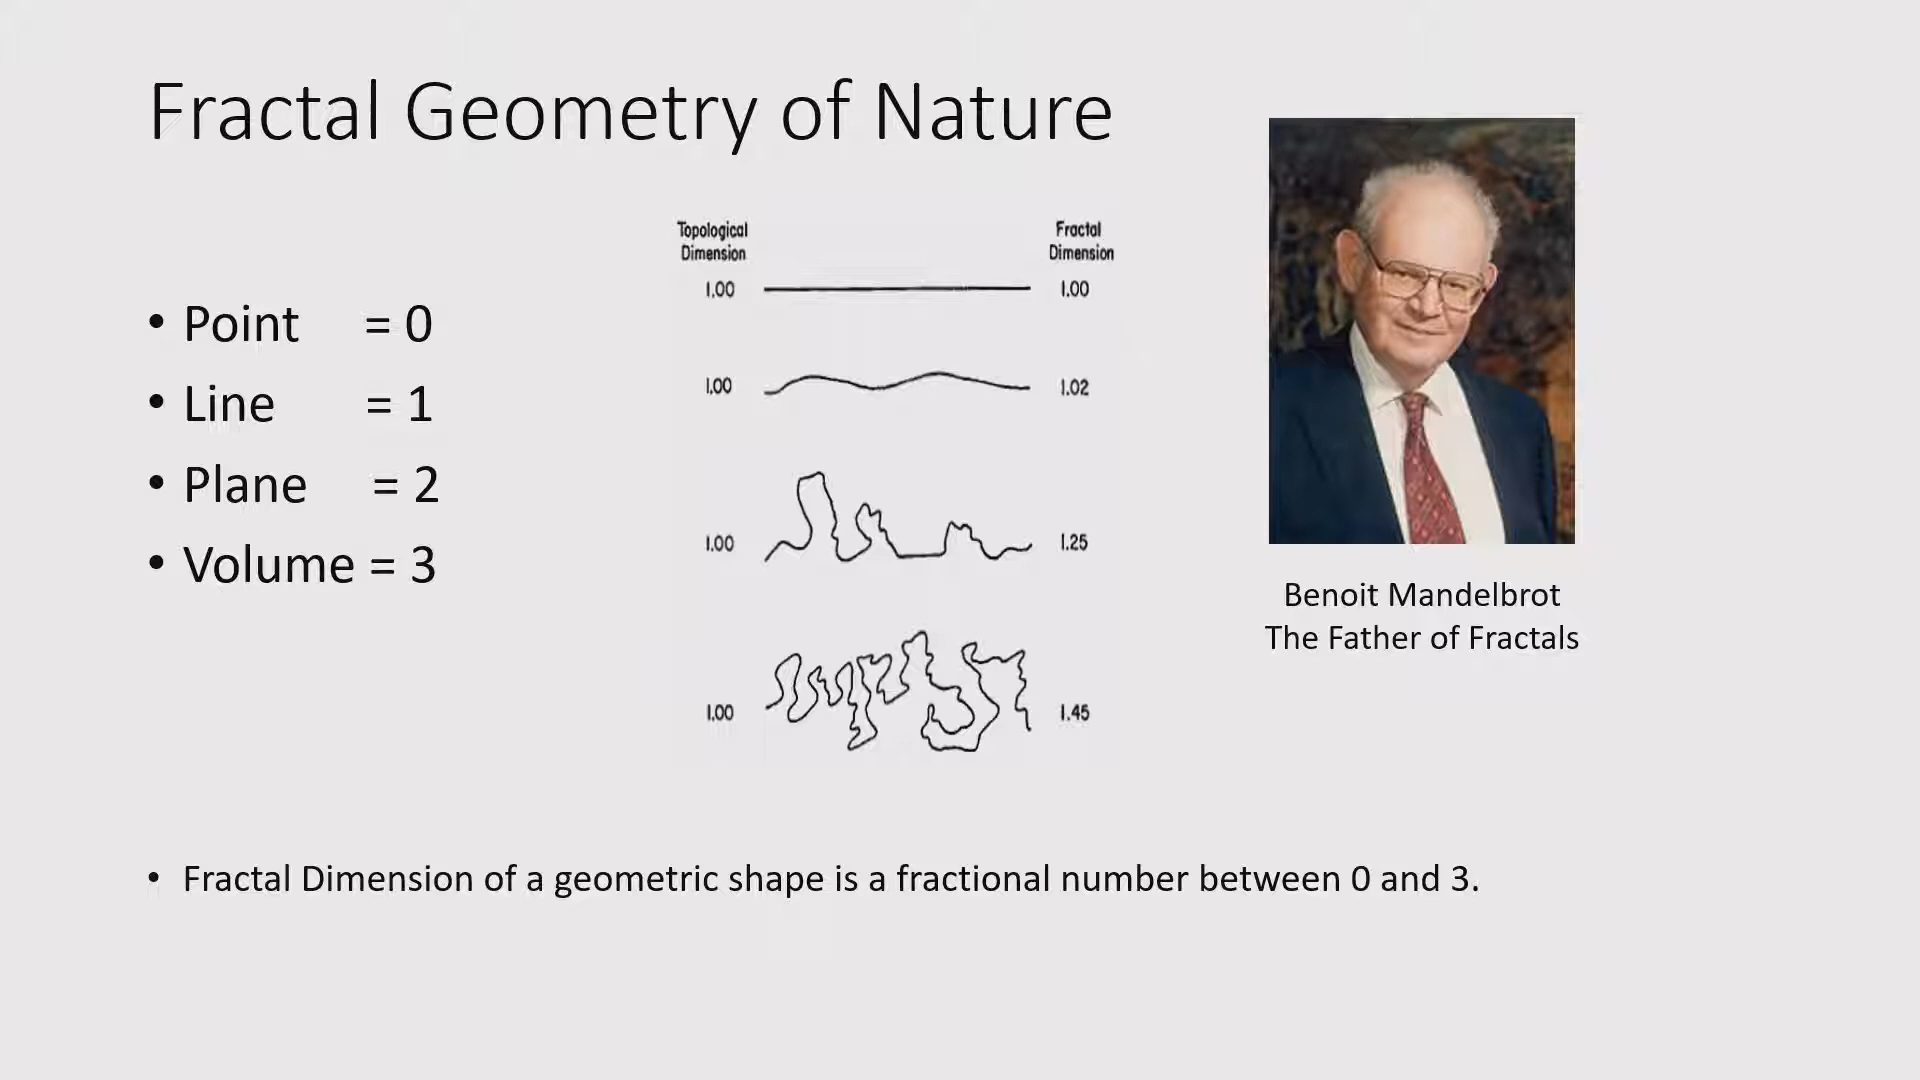 Fractal Geometry of Nature
• Point = 0
• Line = 1
• Plane = 2
• Volume = 3
Topological
Dimension
Fractal
Dimension
1.00
1.00
1.00
1.02
1.00
1.25
1.00
1.45
Benoit Mandelbrot
The Father of Fractals
• Fractal Dimension of a geometric shape is a fractional number between 0 and 3.